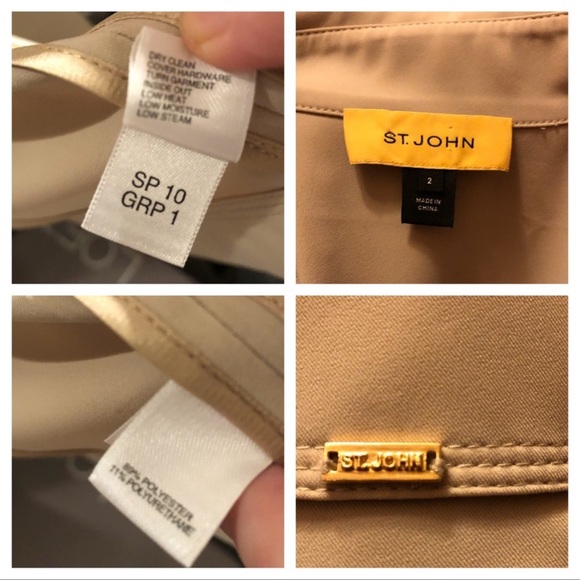 DRY CLEAN
COVER HARDWARE
TURN GARMENT
INSIDE OUT
LOW HEAT
LOW MOISTURE
LOW STEAM
SP 10
GRP 1
ST. JOHN
2
MADE IN
CHINA
89% POLYESTER
11% POLYURETHANE
ST. JOHN